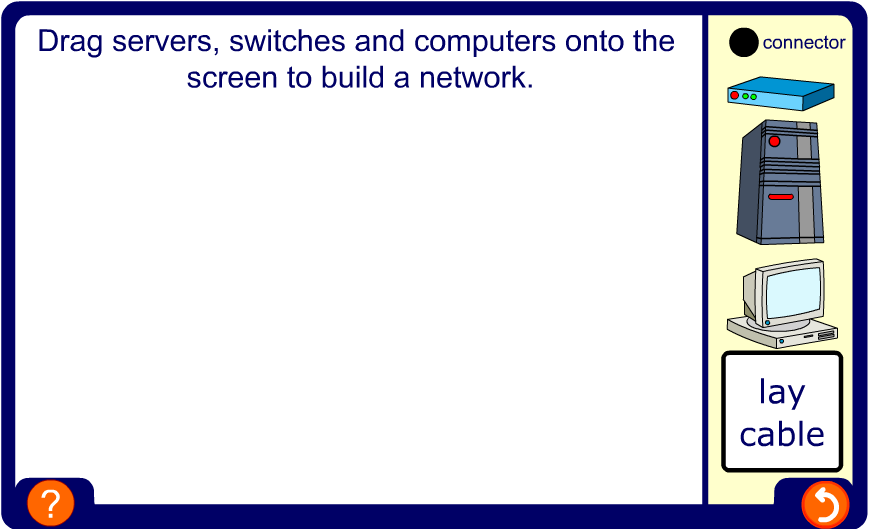 Drag servers, switches and computers onto the
screen to build a network.
connector
lay
cable
?